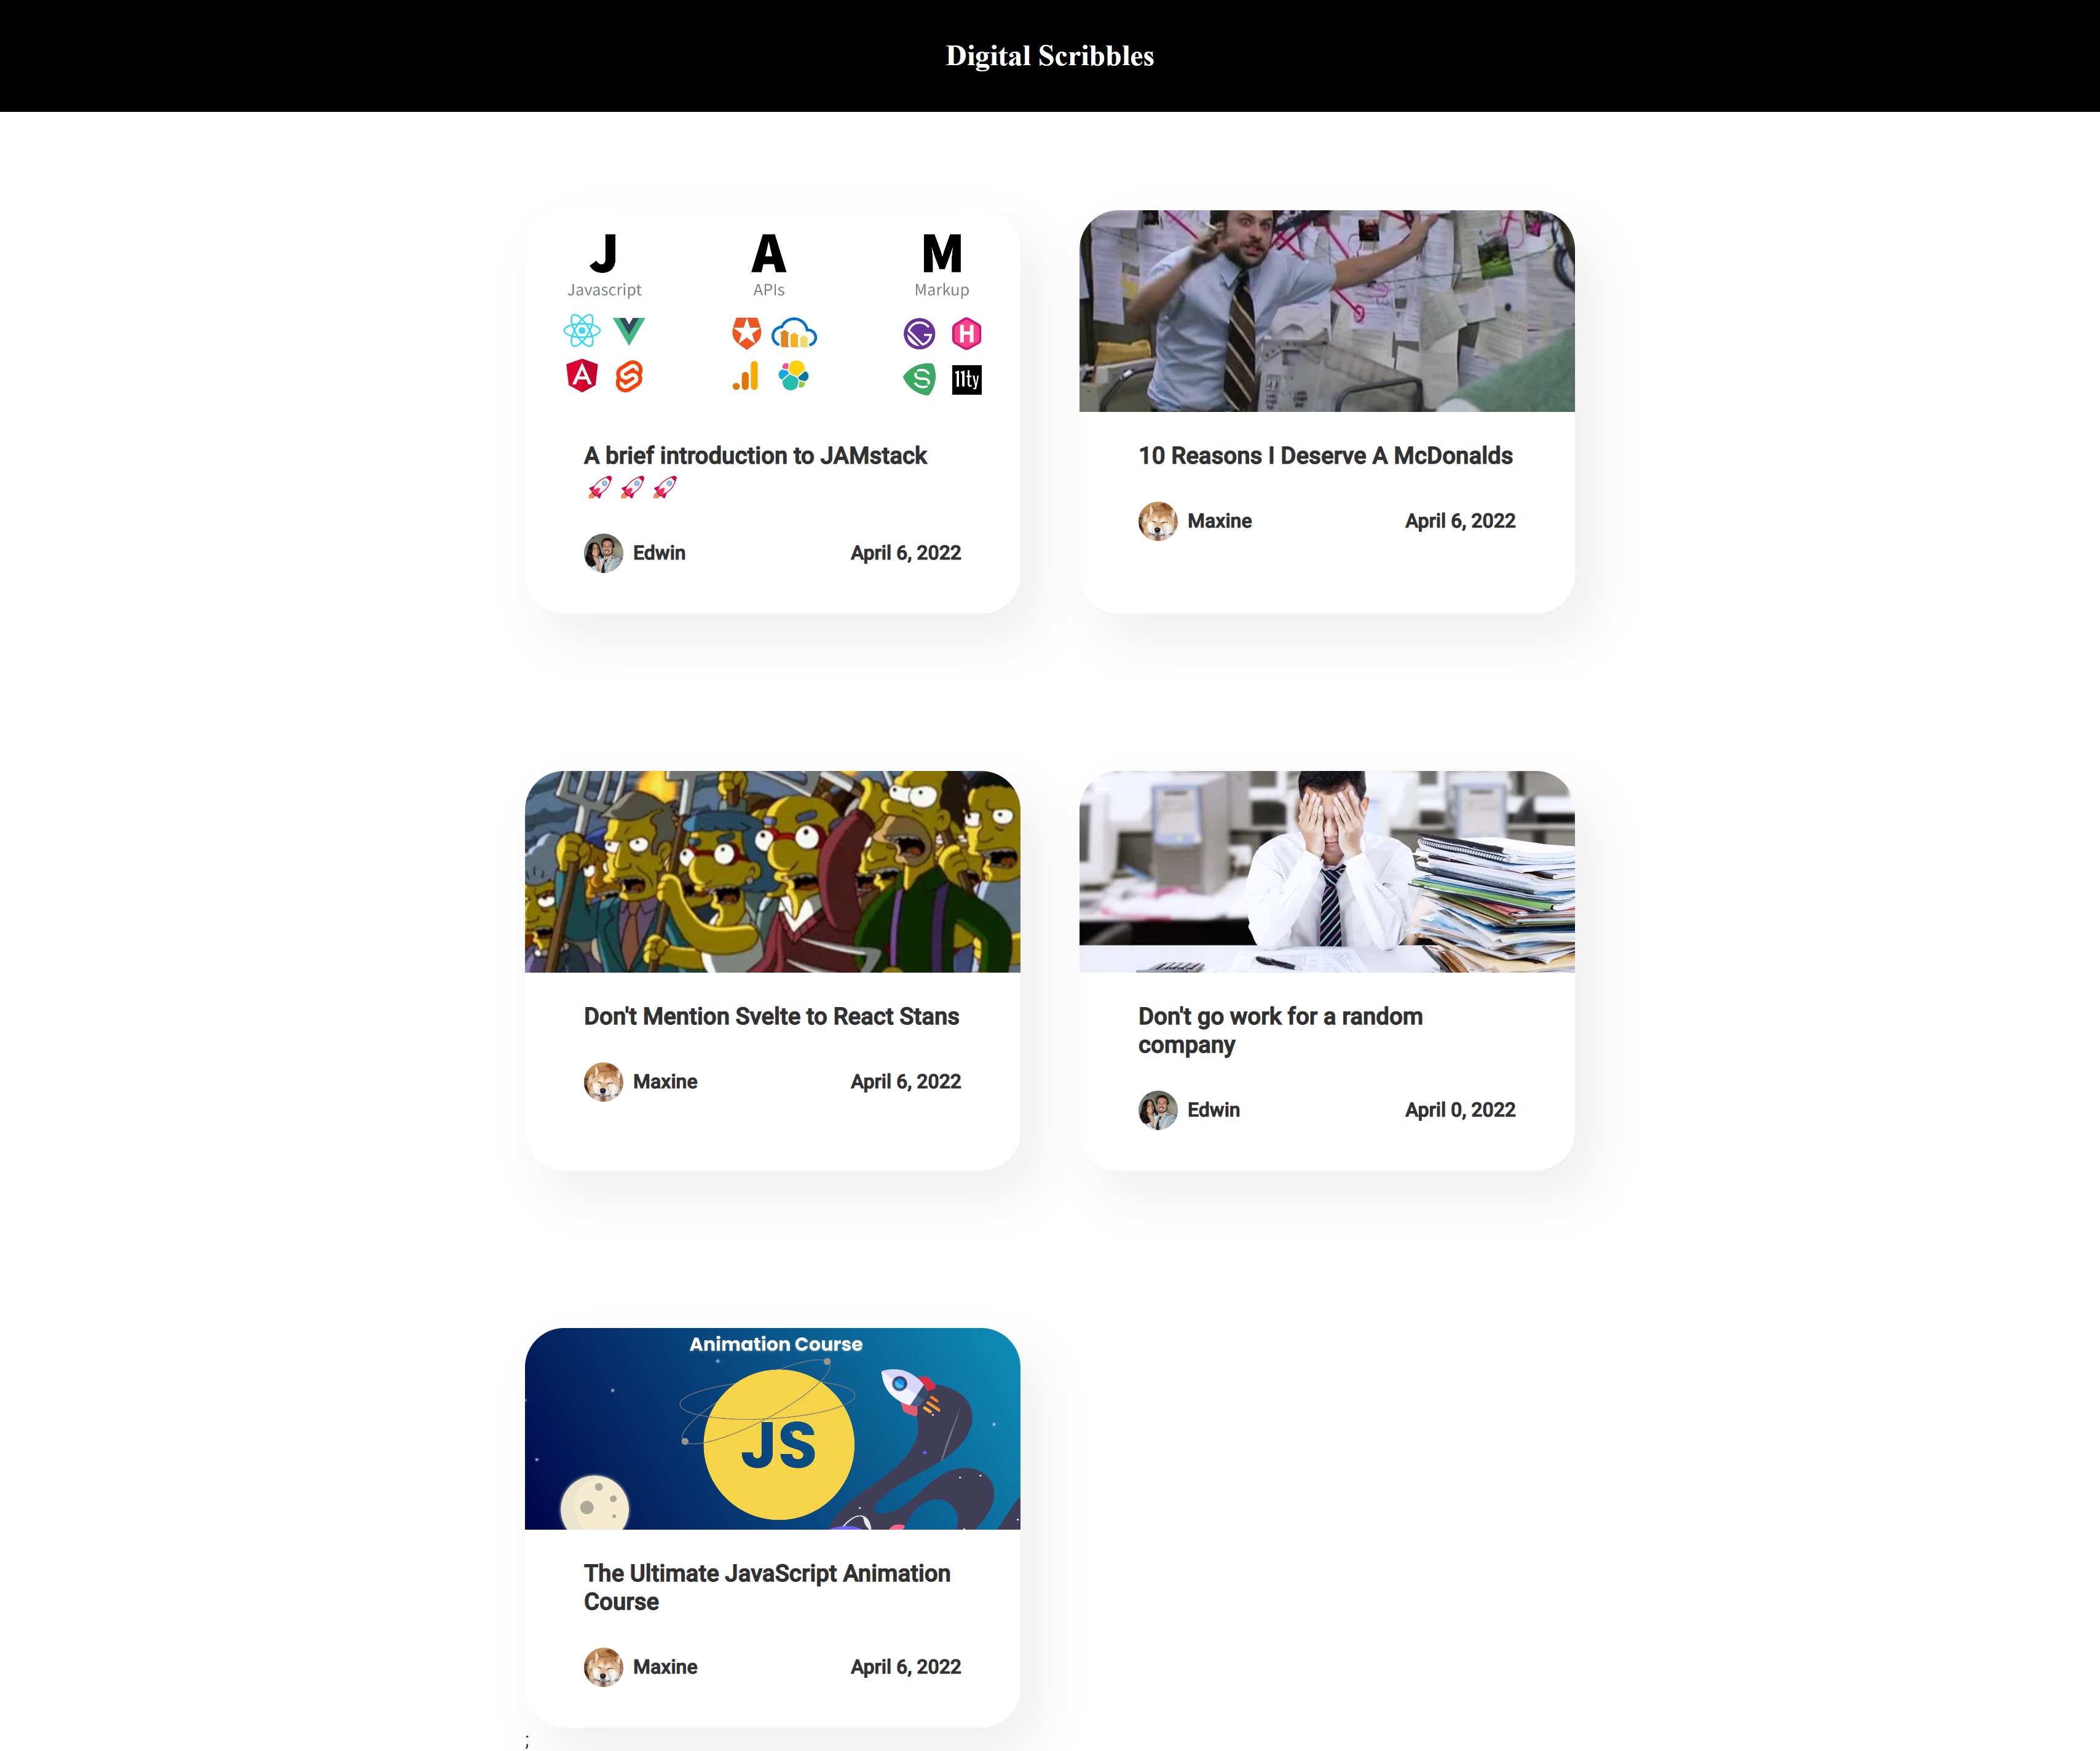 Digital Scribbles
J A M
Javascript APIs Markup
11ty
A brief introduction to JAMstack
🚀🚀🚀
Edwin April 6, 2022
10 Reasons I Deserve A McDonalds
Maxine April 6, 2022
Don't Mention Svelte to React Stans
Maxine April 6, 2022
Don't go work for a random
company
Edwin April 0, 2022
Animation Course
JS
The Ultimate JavaScript Animation
Course
Maxine April 6, 2022
;